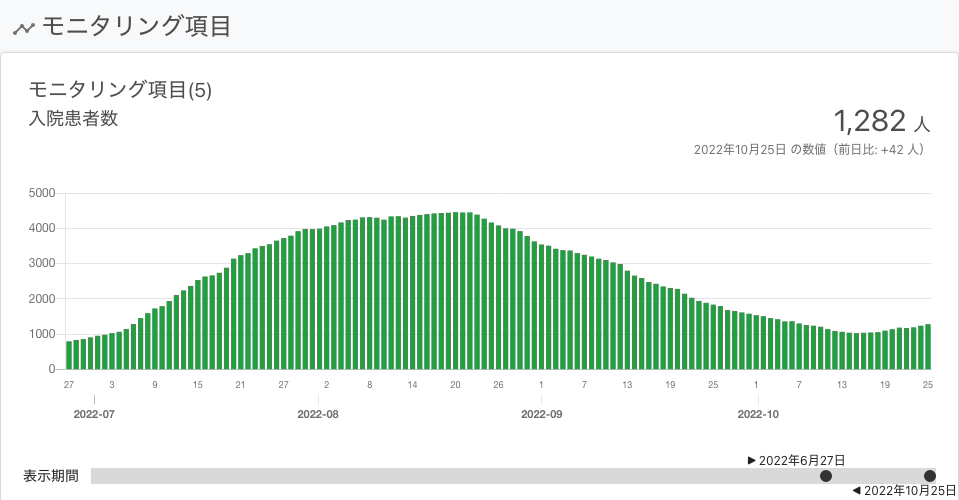 モニタリング項目
モニタリング項目(5)
入院患者数
1,282 人
2022年10月25日 の数値（前日比: +42 人）
5000
4000
3000
2000
1000
0
27 3 9 15 21 27 2 8 14 20 26 1 7 13 19 25 1 7 13 19 25
2022-07 2022-08 2022-09 2022-10
▶ 2022年6月27日
表示期間
◀ 2022年10月25日